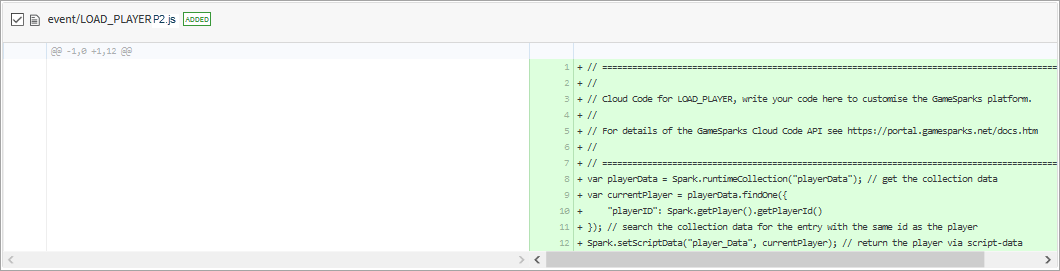 event/LOAD_PLAYER P2.js ADDED
@@ -1,0 +1,12 @@
1 + // ==========================================================================================
2 + //
3 + // Cloud Code for LOAD_PLAYER, write your code here to customise the GameSparks platform.
4 + //
5 + // For details of the GameSparks Cloud Code API see https://portal.gamesparks.net/docs.htm
6 + //
7 + // ==========================================================================================
8 + var playerData = Spark.runtimeCollection("playerData"); // get the collection data
9 + var currentPlayer = playerData.findOne({
10 +     "playerID": Spark.getPlayer().getPlayerId()
11 + }); // search the collection data for the entry with the same id as the player
12 + Spark.setScriptData("player_Data", currentPlayer); // return the player via script-data